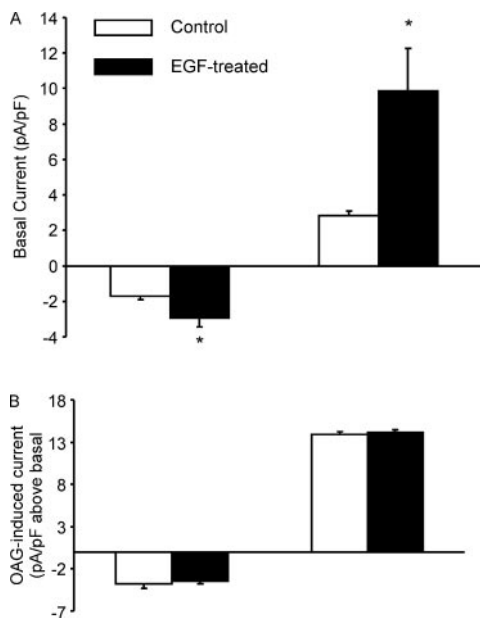 A
Basal Current (pA/pF)
14
12
10
8
6
4
2
0
-2
-4
Control
EGF-treated
*
*
B
OAG-induced current
(pA/pF above basal)
18
13
8
3
-2
-7